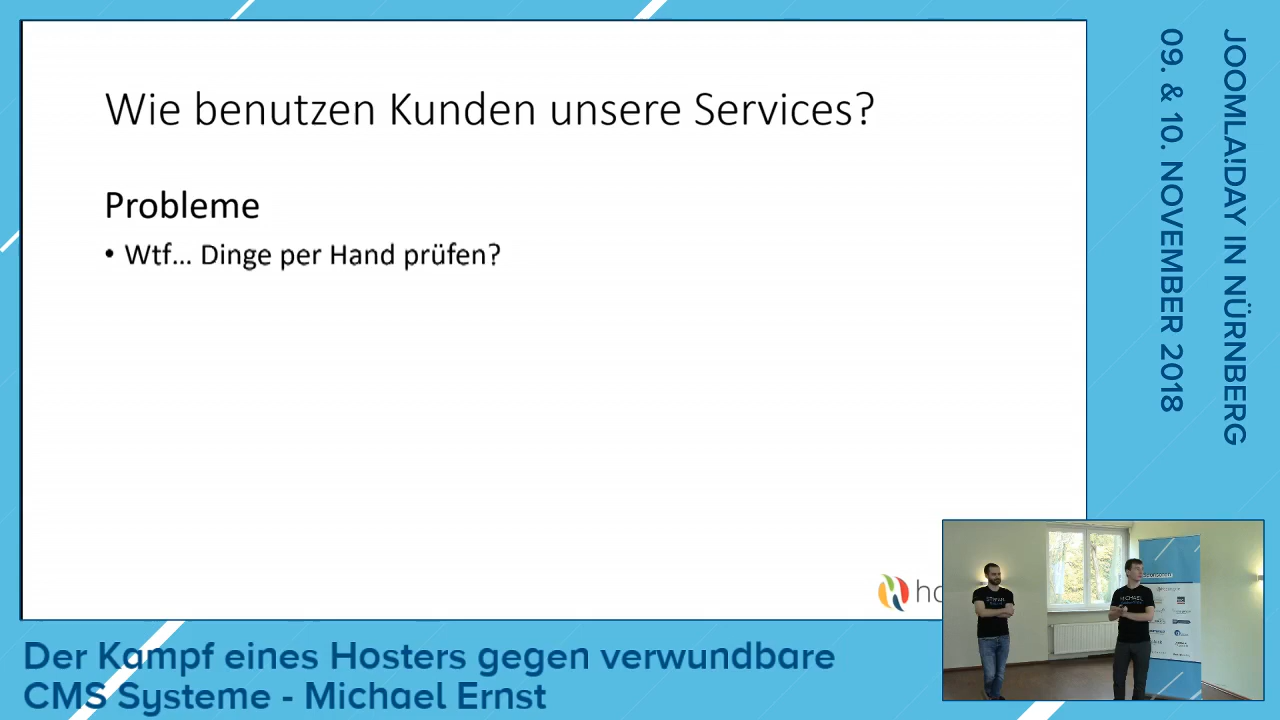 Wie benutzen Kunden unsere Services?
Probleme
• Wtf... Dinge per Hand prüfen?
JOOMLA!DAY IN NÜRNBERG
09. & 10. NOVEMBER 2018
MICHAEL
Der Kampf eines Hosters gegen verwundbare
CMS Systeme - Michael Ernst